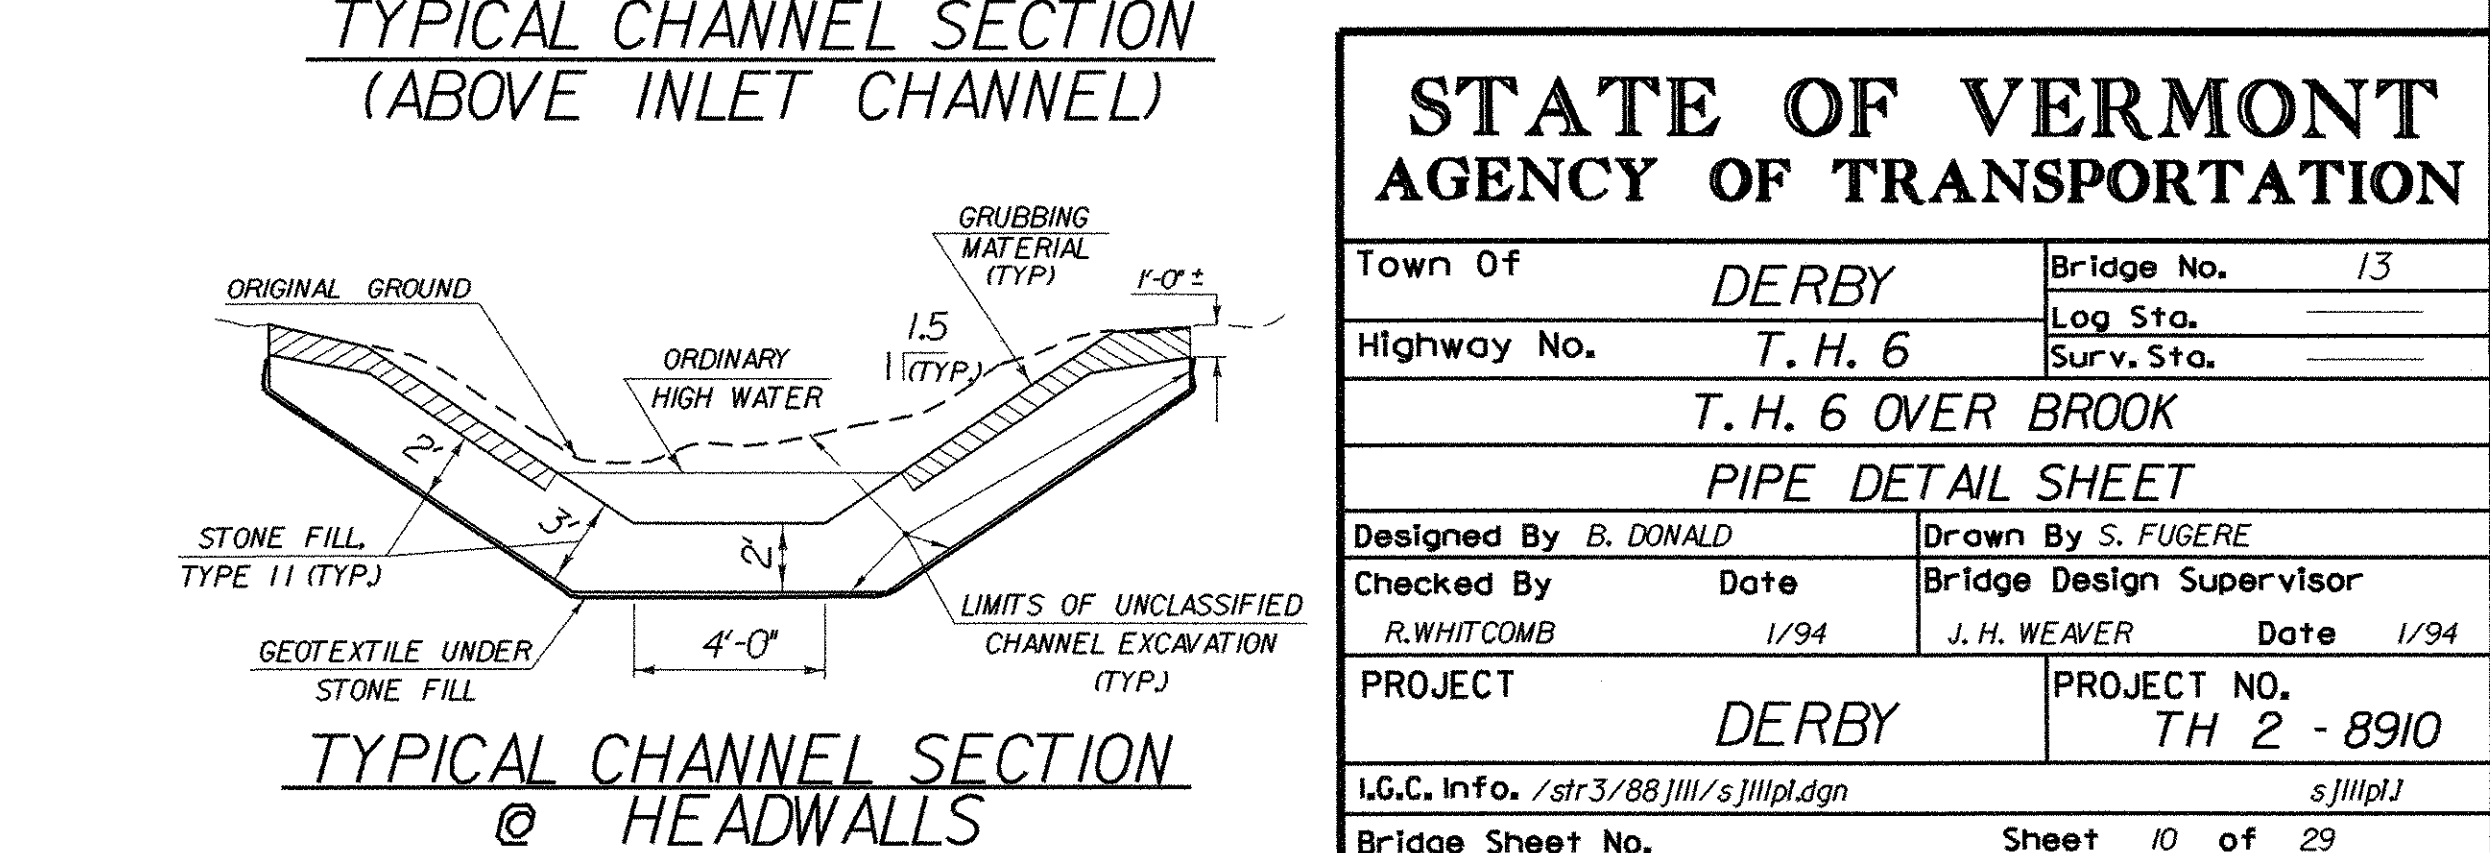 TYPICAL CHANNEL SECTION
(ABOVE INLET CHANNEL)
GRUBBING
MATERIAL
(TYP)
1'-0" ±
ORIGINAL GROUND
1.5
1 (TYP.)
ORDINARY
HIGH WATER
2'
3'
2'
STONE FILL,
TYPE II (TYP.)
LIMITS OF UNCLASSIFIED
CHANNEL EXCAVATION
(TYP.)
4'-0"
GEOTEXTILE UNDER
STONE FILL
TYPICAL CHANNEL SECTION
@ HEADWALLS
STATE OF VERMONT
AGENCY OF TRANSPORTATION
Town Of DERBY
Bridge No. 13
Log Sta.
Highway No. T. H. 6
Surv. Sta.
T. H. 6 OVER BROOK
PIPE DETAIL SHEET
Designed By B. DONALD
Drawn By S. FUGERE
Checked By Date
R. WHITCOMB 1/94
Bridge Design Supervisor
J. H. WEAVER Date 1/94
PROJECT DERBY
PROJECT NO.
TH 2 - 8910
I.G.C. Info.
Bridge Sheet No. Sheet 10 of 29